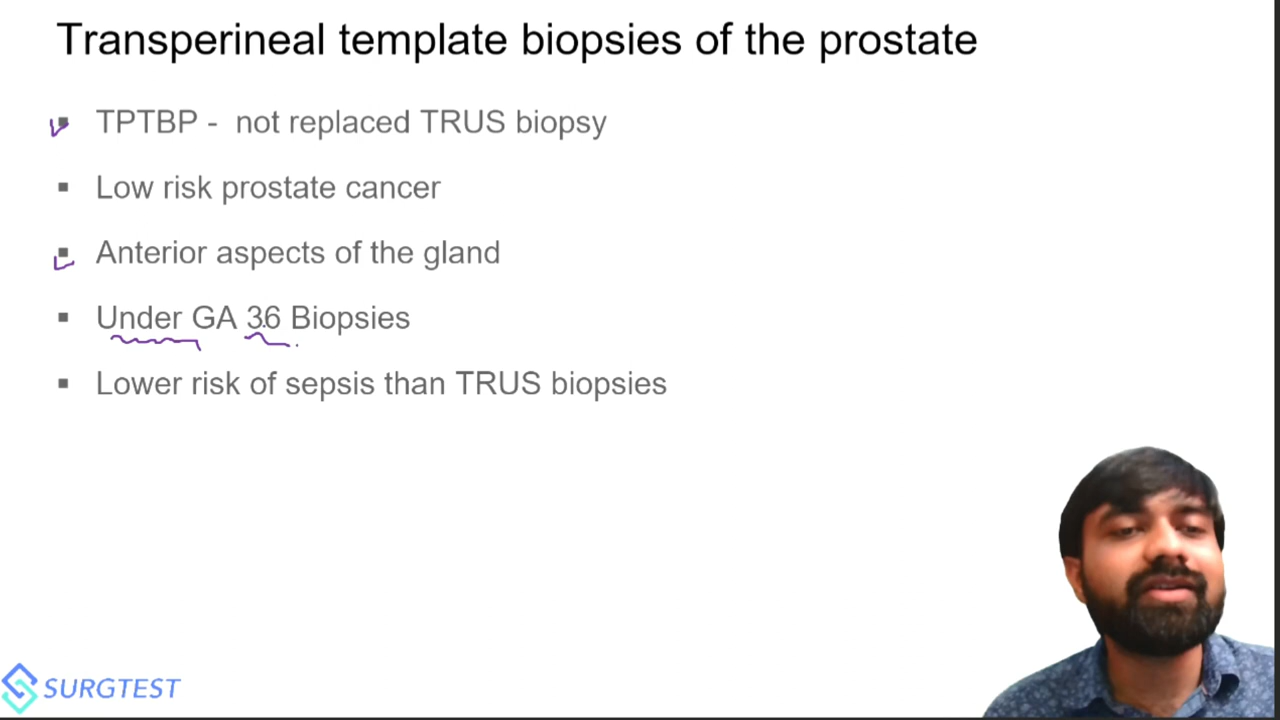 Transperineal template biopsies of the prostate
TPTBP - not replaced TRUS biopsy
Low risk prostate cancer
Anterior aspects of the gland
Under GA 36 Biopsies
Lower risk of sepsis than TRUS biopsies
SURGTEST